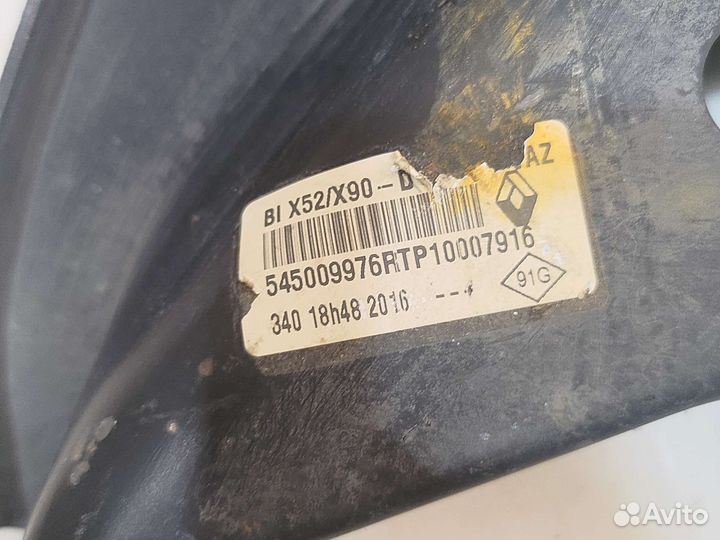 BI X52/X90 - D AZ
545009976RTP10007916
340 18h48 2016 ---
91G
Avito